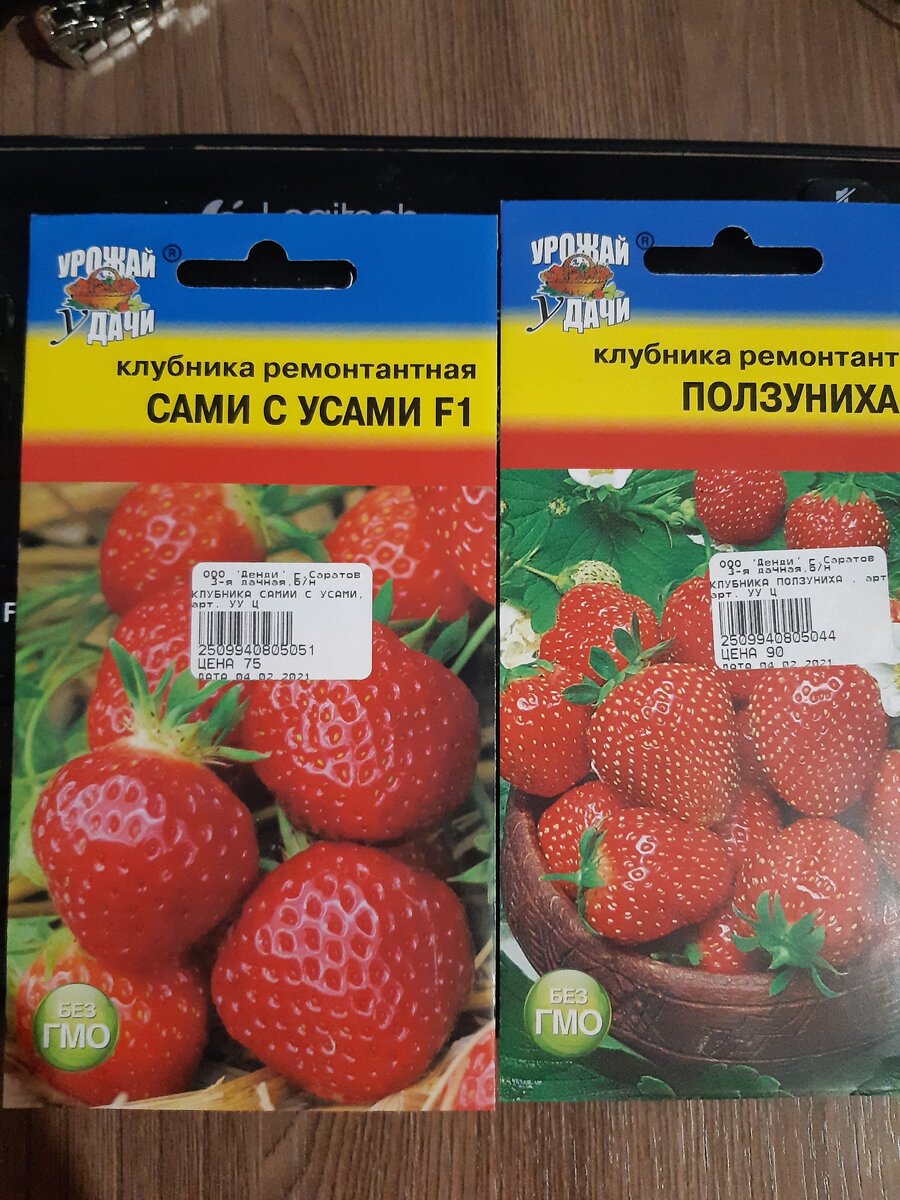 Logitech
УРОЖАЙ
УДАЧИ
®
клубника ремонтантная
САМИ С УСАМИ F1
ООО "Денди" г.Саратов
3-я дачная,б/н
КЛУБНИКА САМИИ С УСАМИ,
арт. УУ Ц
2509940805051
ЦЕНА 75
ДАТА 04.02.2021
БЕЗ
ГМО
УРОЖАЙ
УДАЧИ
®
клубника ремонтант
ПОЛЗУНИХА
ООО "Денди" г.Саратов
3-я дачная,б/н
КЛУБНИКА ПОЛЗУНИХА , арт
арт. УУ Ц
2509940805044
ЦЕНА 90
ДАТА 04.02.2021
БЕЗ
ГМО
F